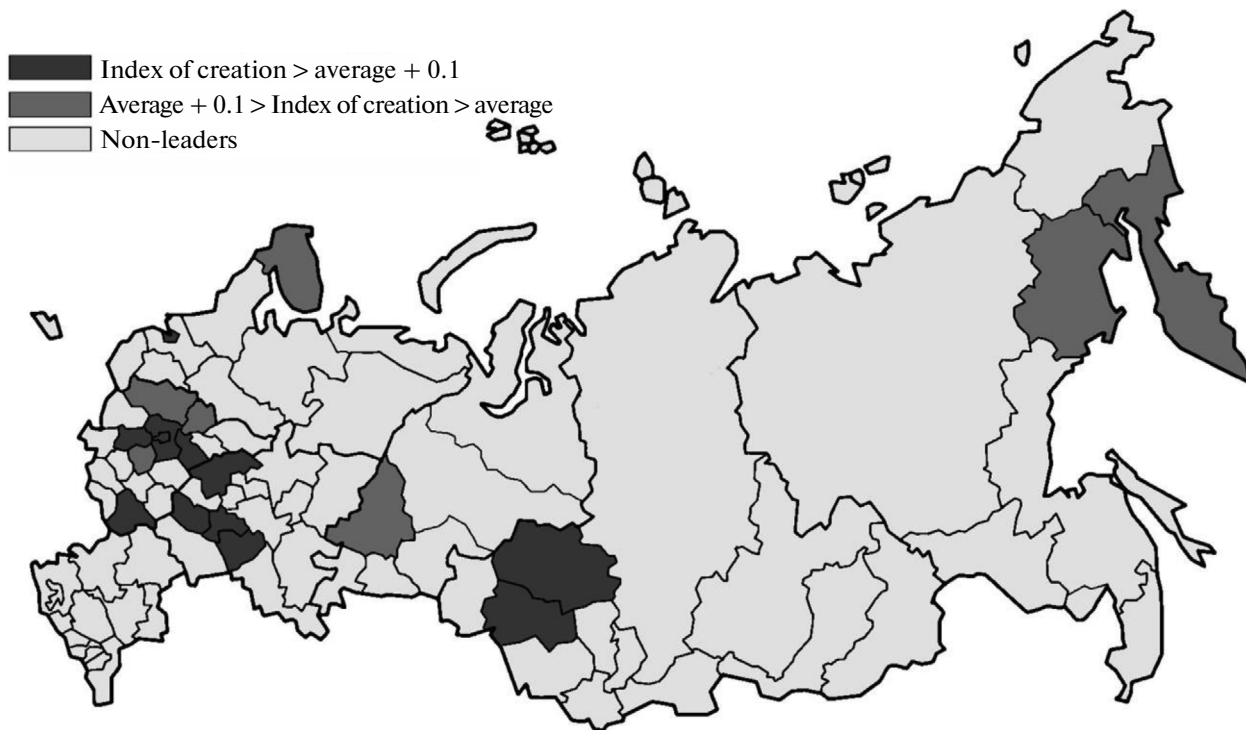 Index of creation > average + 0.1
Average + 0.1 > Index of creation > average
Non-leaders